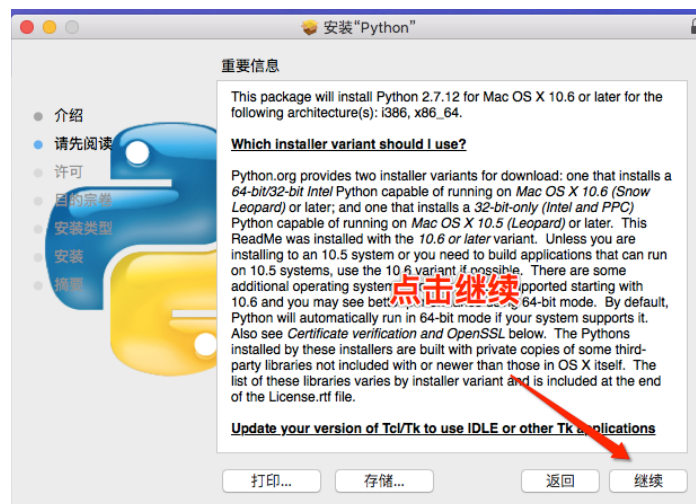 安装“Python”
重要信息
介绍
请先阅读
许可
目的宗卷
安装类型
安装
摘要
This package will install Python 2.7.12 for Mac OS X 10.6 or later for the
following architecture(s): i386, x86_64.
Which installer variant should I use?
Python.org provides two installer variants for download: one that installs a
64-bit/32-bit Intel Python capable of running on Mac OS X 10.6 (Snow
Leopard) or later; and one that installs a 32-bit-only (Intel and PPC)
Python capable of running on Mac OS X 10.5 (Leopard) or later. This
ReadMe was installed with the 10.6 or later variant. Unless you are
installing to an 10.5 system or you need to build applications that can run
on 10.5 systems, use the 10.6 variant if possible. There are some
additional operating system ported starting with
10.6 and you may see 64-bit mode. By default,
点击继续
Python will automatically run in 64-bit mode if your system supports it.
Also see Certificate verification and OpenSSL below. The Pythons
installed by these installers are built with private copies of some third-
party libraries not included with or newer than those in OS X itself. The
list of these libraries varies by installer variant and is included at the end
of the License.rtf file.
Update your version of Tcl/Tk to use IDLE or other Tk applications
打印...
存储...
返回
继续